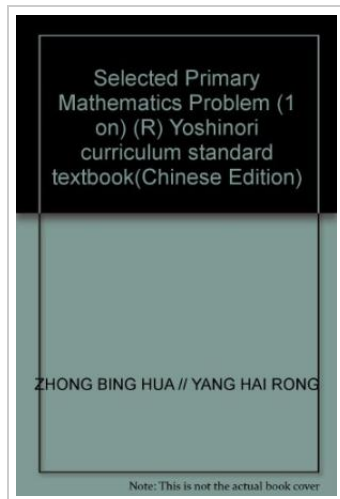 Selected Primary
Mathematics Problem (1
on) (R) Yoshinori
curriculum standard
textbook(Chinese Edition)
ZHONG BING HUA // YANG HAI RONG
Note: This is not the actual book cover